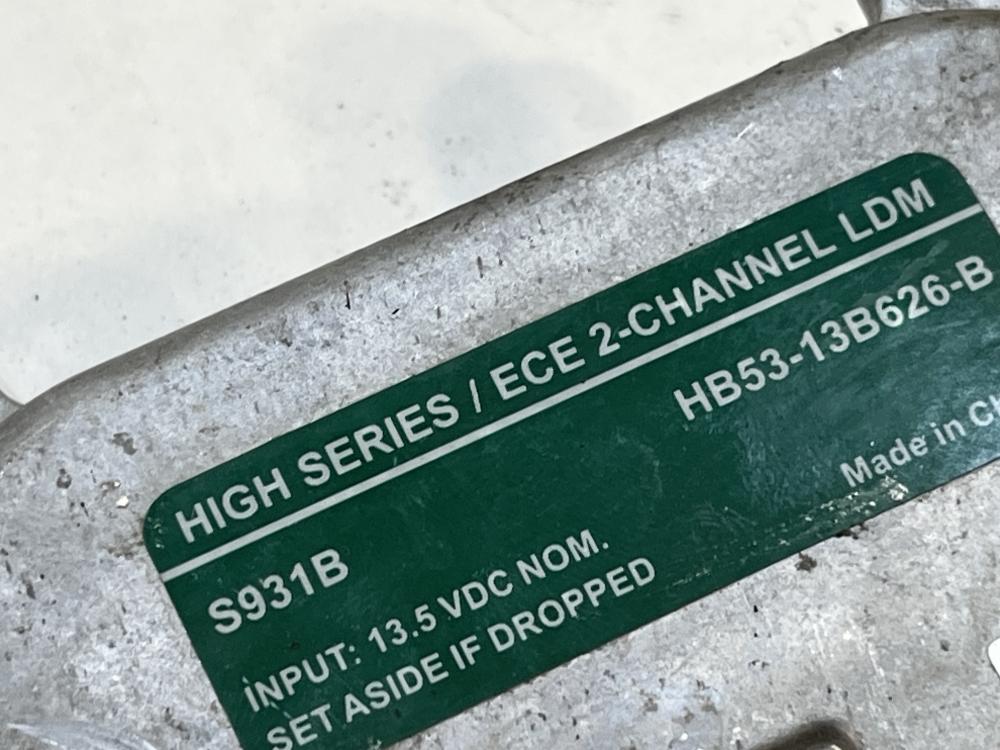 HIGH SERIES / ECE 2-CHANNEL LDM
HB53-13B626-B
Made in
S931B
INPUT: 13.5 VDC NOM.
SET ASIDE IF DROPPED